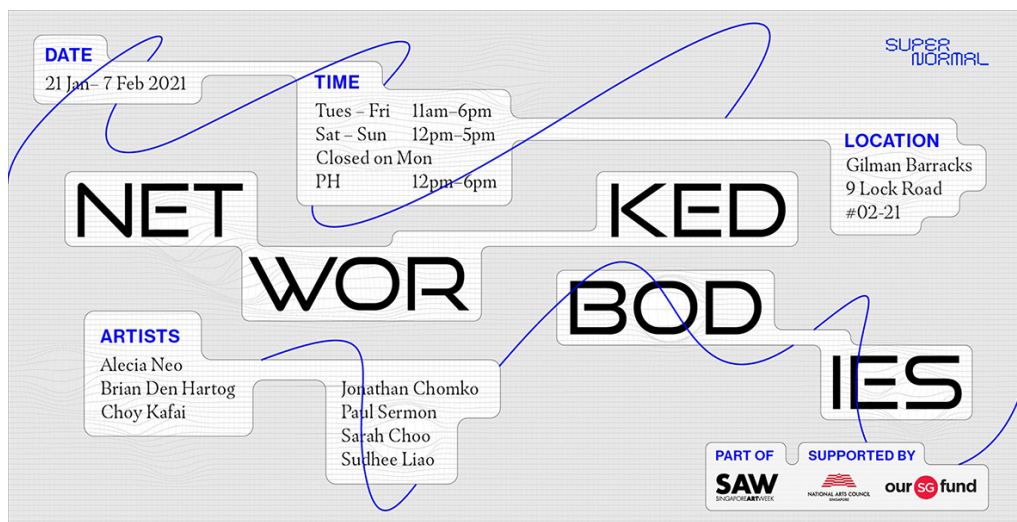 SUPER
NORMAL
DATE
21 Jan– 7 Feb 2021
TIME
Tues – Fri 11am–6pm
Sat – Sun 12pm–5pm
Closed on Mon
PH 12pm–6pm
LOCATION
Gilman Barracks
9 Lock Road
#02-21
NET
WOR
KED
BOD
IES
ARTISTS
Alecia Neo
Brian Den Hartog
Choy Kafai
Jonathan Chomko
Paul Sermon
Sarah Choo
Sudhee Liao
PART OF
SAW
SINGAPOREARTWEEK
SUPPORTED BY
NATIONAL ARTS COUNCIL
SINGAPORE
our SG fund